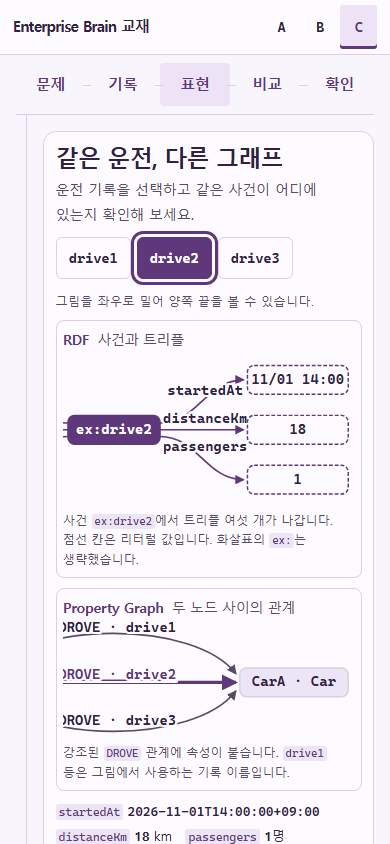 Enterprise Brain 교재
A B C
문제 기록 표현 비교 확인
같은 운전, 다른 그래프
운전 기록을 선택하고 같은 사건이 어디에
있는지 확인해 보세요.
drive1 drive2 drive3
그림을 좌우로 밀어 양쪽 끝을 볼 수 있습니다.
RDF 사건과 트리플
startedAt
11/01 14:00
distanceKm
ex:drive2
18
passengers
1
사건 ex:drive2에서 트리플 여섯 개가 나갑니다.
점선 칸은 리터럴 값입니다. 화살표의 ex:는
생략했습니다.
Property Graph 두 노드 사이의 관계
DROVE · drive1
DROVE · drive2
CarA · Car
DROVE · drive3
강조된 DROVE 관계에 속성이 붙습니다. drive1
등은 그림에서 사용하는 기록 이름입니다.
startedAt 2026-11-01T14:00:00+09:00
distanceKm 18 km passengers 1명